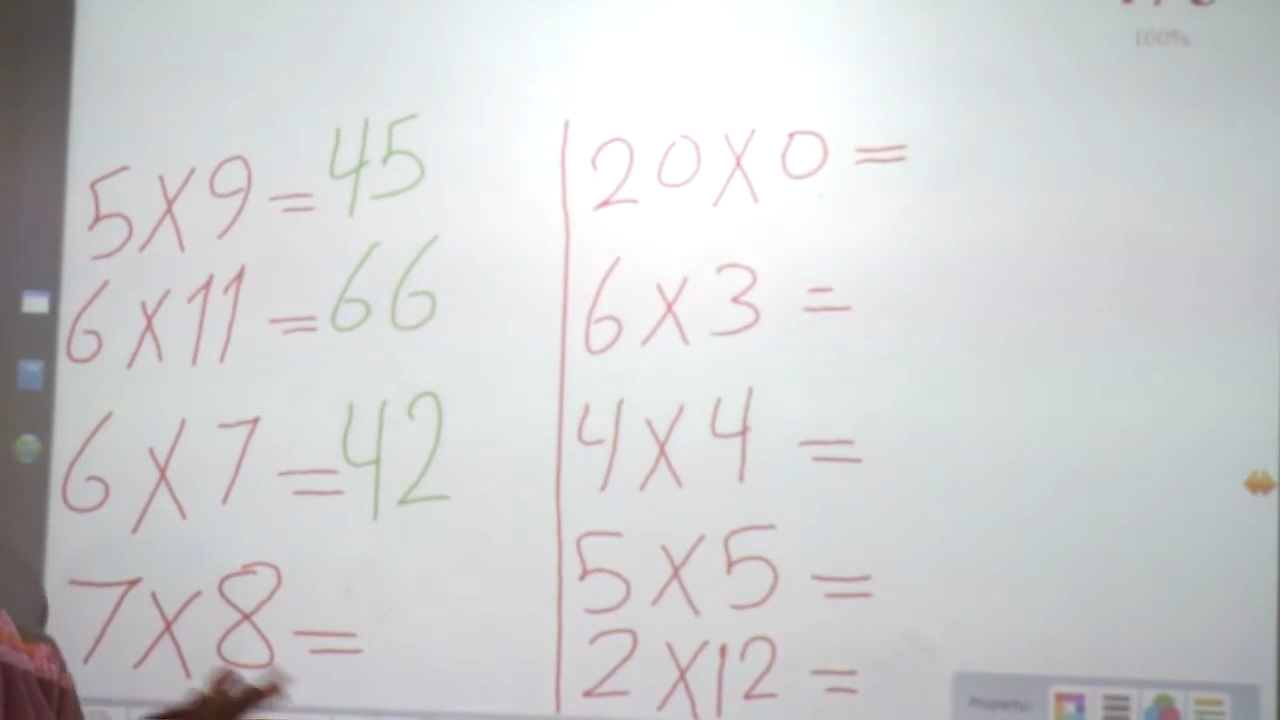 100%
5X9=45
6X11=66
6X7=42
7X8=
20X0=
6X3=
4X4=
5X5=
2X12=